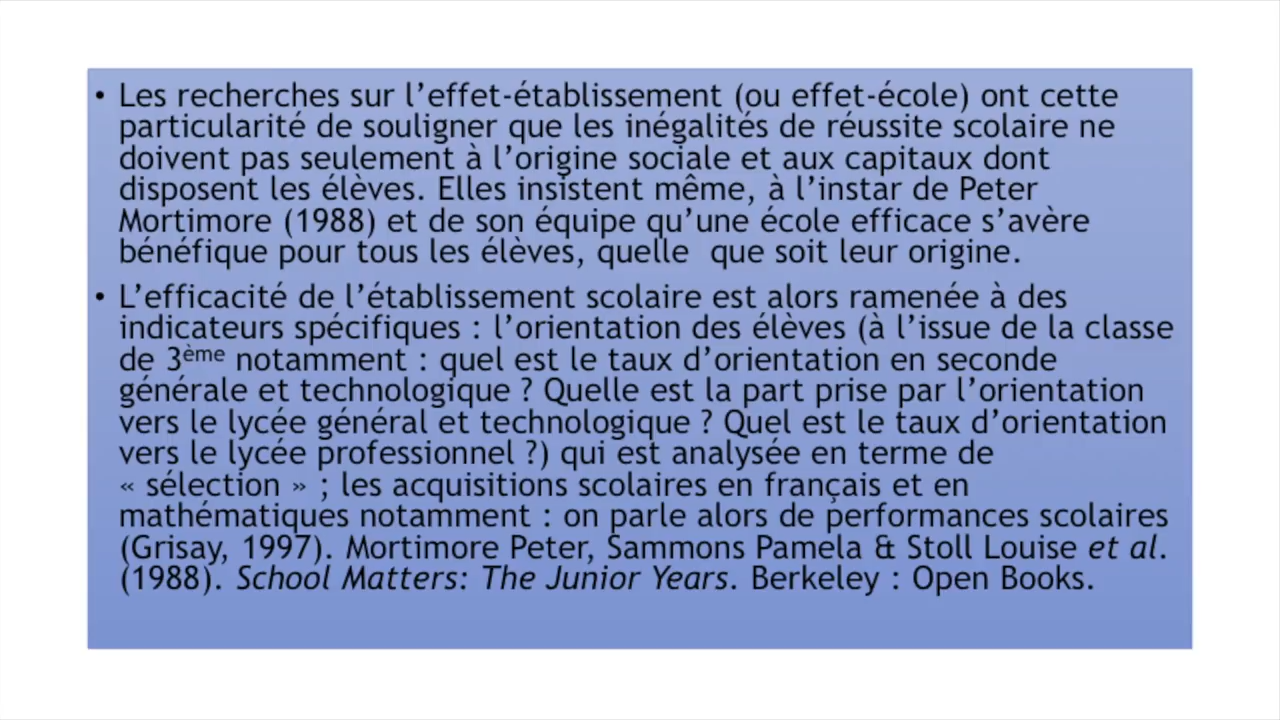 • Les recherches sur l’effet-établissement (ou effet-école) ont cette
particularité de souligner que les inégalités de réussite scolaire ne
doivent pas seulement à l’origine sociale et aux capitaux dont
disposent les élèves. Elles insistent même, à l’instar de Peter
Mortimore (1988) et de son équipe qu’une école efficace s’avère
bénéfique pour tous les élèves, quelle  que soit leur origine.
• L’efficacité de l’établissement scolaire est alors ramenée à des
indicateurs spécifiques : l’orientation des élèves (à l’issue de la classe
de 3ème notamment : quel est le taux d’orientation en seconde
générale et technologique ? Quelle est la part prise par l’orientation
vers le lycée général et technologique ? Quel est le taux d’orientation
vers le lycée professionnel ?) qui est analysée en terme de
« sélection » ; les acquisitions scolaires en français et en
mathématiques notamment : on parle alors de performances scolaires
(Grisay, 1997). Mortimore Peter, Sammons Pamela & Stoll Louise et al.
(1988). School Matters: The Junior Years. Berkeley : Open Books.